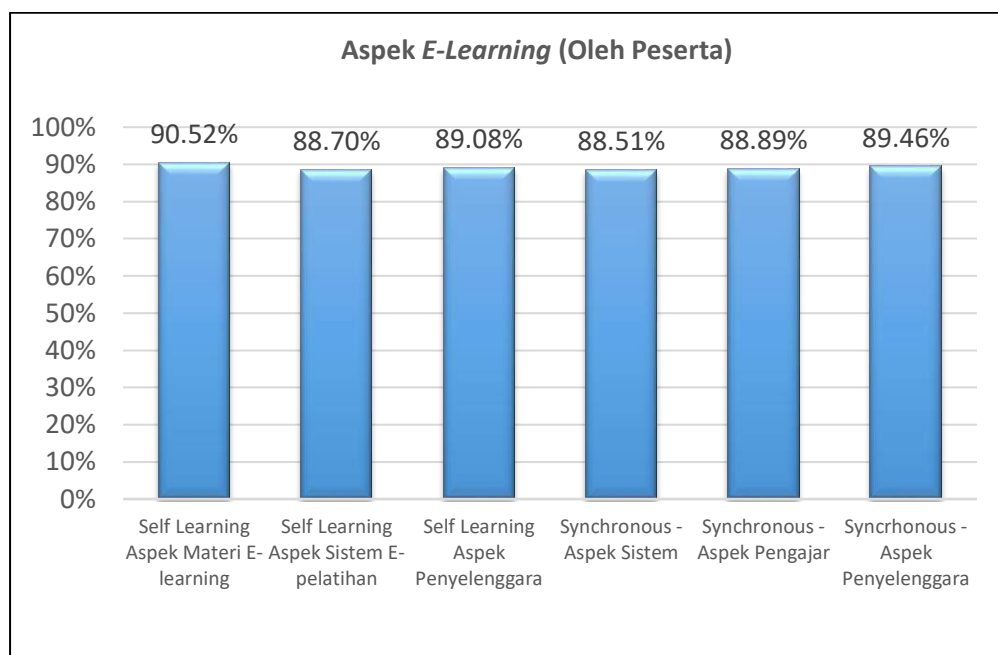 Aspek E-Learning (Oleh Peserta)
100%
90%
80%
70%
60%
50%
40%
30%
20%
10%
0%
90.52%
88.70%
89.08%
88.51%
88.89%
89.46%
Self Learning
Aspek Materi E-
learning
Self Learning
Aspek Sistem E-
pelatihan
Self Learning
Aspek
Penyelenggara
Synchronous -
Aspek Sistem
Synchronous -
Aspek Pengajar
Syncrhonous -
Aspek
Penyelenggara